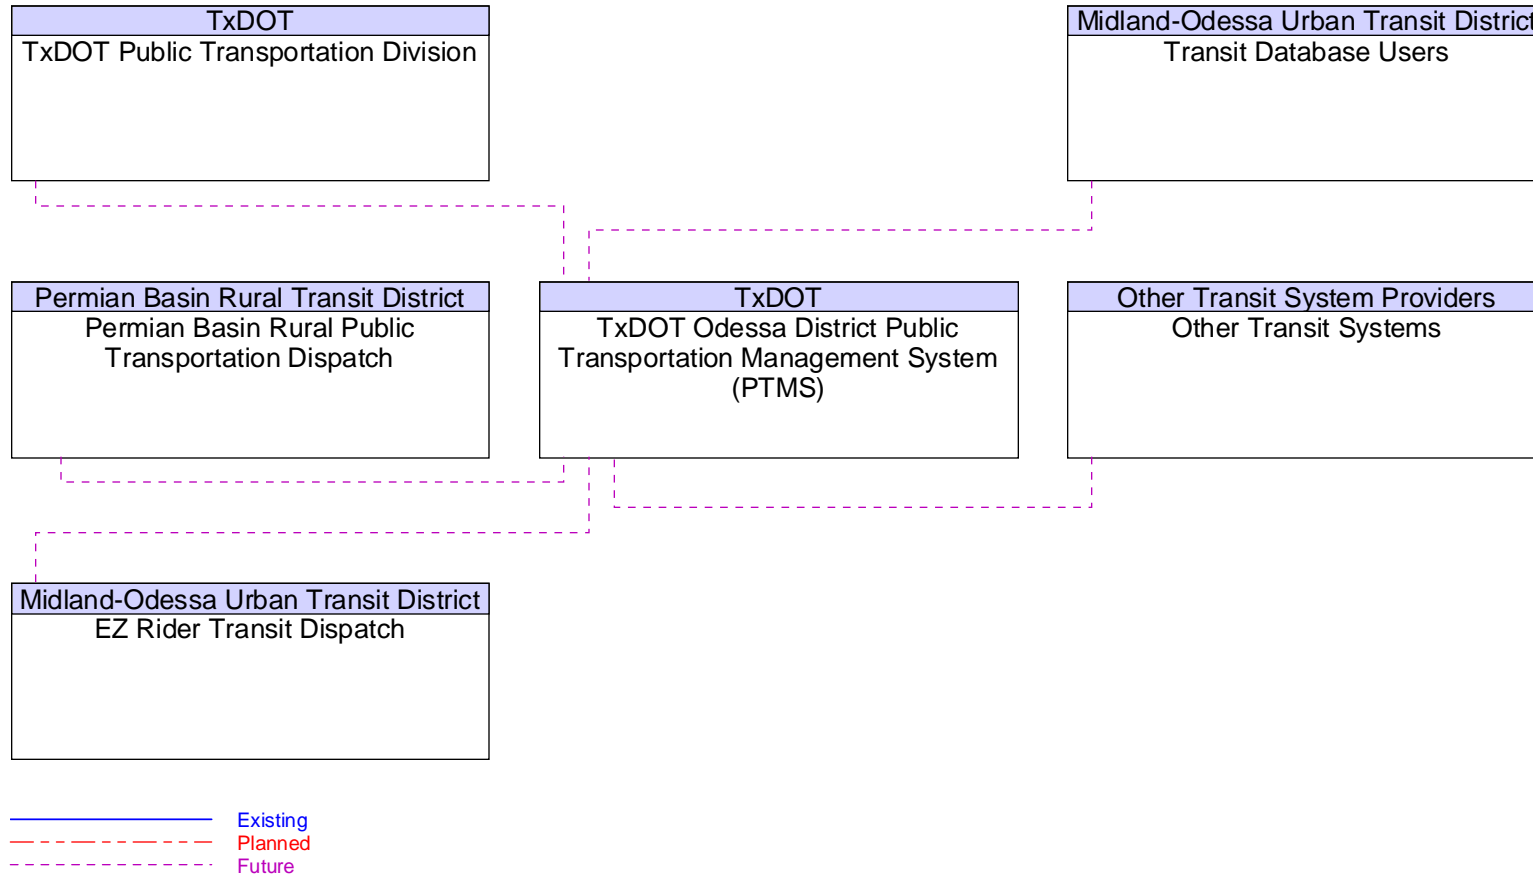 TxDOT
TxDOT Public Transportation Division
Midland-Odessa Urban Transit District
Transit Database Users
Permian Basin Rural Transit District
Permian Basin Rural Public
Transportation Dispatch
TxDOT
TxDOT Odessa District Public
Transportation Management System
(PTMS)
Other Transit System Providers
Other Transit Systems
Midland-Odessa Urban Transit District
EZ Rider Transit Dispatch
Existing
Planned
Future